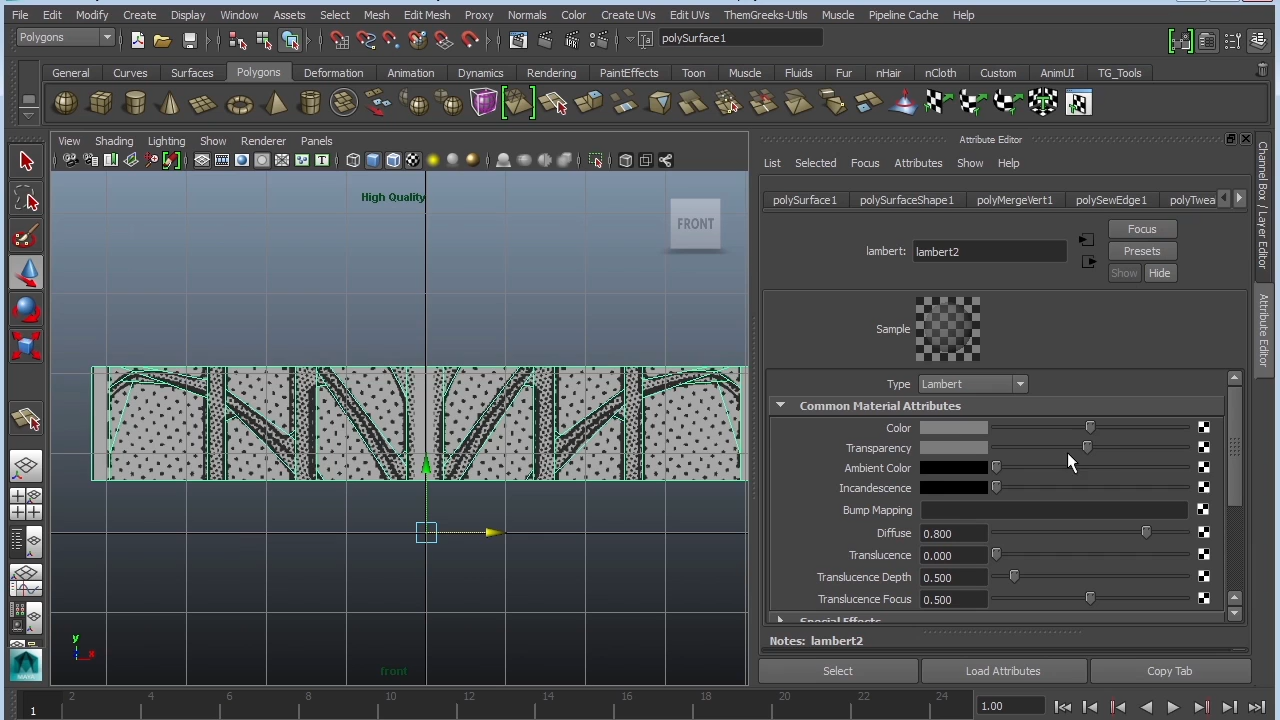 File Edit Modify Create Display Window Assets Select Mesh Edit Mesh Proxy Normals Color Create UVs Edit UVs ThemGreeks-Utils Muscle Pipeline Cache Help
Polygons polySurface1
General Curves Surfaces Polygons Deformation Animation Dynamics Rendering PaintEffects Toon Muscle Fluids Fur nHair nCloth Custom AnimUI TG_Tools
View Shading Lighting Show Renderer Panels
Attribute Editor
List Selected Focus Attributes Show Help
High Quality
FRONT
polySurface1 polySurfaceShape1 polyMergeVert1 polySewEdge1 polyTwea
lambert: lambert2
Focus
Presets
Show Hide
Sample
Type Lambert
Common Material Attributes
Color
Transparency
Ambient Color
Incandescence
Bump Mapping
Diffuse 0.800
Translucence 0.000
Translucence Depth 0.500
Translucence Focus 0.500
Special Effects
Notes: lambert2
Select Load Attributes Copy Tab
Channel Box / Layer Editor
Attribute Editor
y
x
front
MAYA
2 4 6 8 10 12 14 16 18 20 22 24
1
1.00